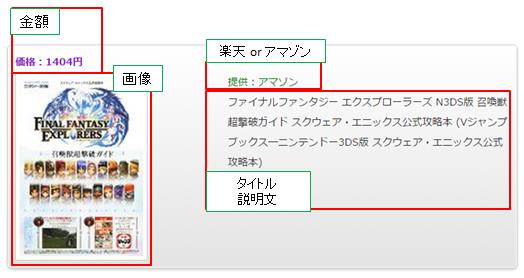 金額
楽天 or アマゾン
価格：1404円
画像
提供：アマゾン
ファイナルファンタジー エクスプローラーズ N3DS版 召喚獣
超撃破ガイド スクウェア・エニックス公式攻略本 (Vジャンプ
ブックス―ニンテンドー3DS版 スクウェア・エニックス公式
攻略本)
FINAL FANTASY
EXPLORERS
召喚獣超撃破ガイド
タイトル
説明文